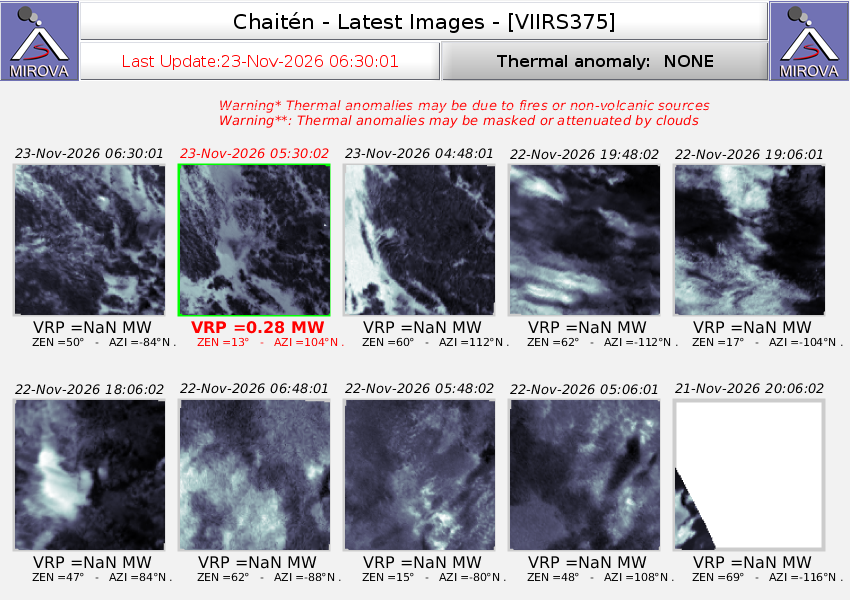 Chaitén - Latest Images - [VIIRS375]
MIROVA
Last Update:23-Nov-2026 06:30:01
Thermal anomaly: NONE
MIROVA
Warning* Thermal anomalies may be due to fires or non-volcanic sources
Warning**: Thermal anomalies may be masked or attenuated by clouds
23-Nov-2026 06:30:01 23-Nov-2026 05:30:02 23-Nov-2026 04:48:01 22-Nov-2026 19:48:02 22-Nov-2026 19:06:01
VRP =NaN MW VRP =0.28 MW VRP =NaN MW VRP =NaN MW VRP =NaN MW
ZEN =50° - AZI =-84°N . ZEN =13° - AZI =104°N . ZEN =60° - AZI =112°N . ZEN =62° - AZI =-112°N . ZEN =17° - AZI =-104°N .
22-Nov-2026 18:06:02 22-Nov-2026 06:48:01 22-Nov-2026 05:48:02 22-Nov-2026 05:06:01 21-Nov-2026 20:06:02
VRP =NaN MW VRP =NaN MW VRP =NaN MW VRP =NaN MW VRP =NaN MW
ZEN =47° - AZI =84°N . ZEN =62° - AZI =-88°N . ZEN =15° - AZI =-80°N . ZEN =48° - AZI =108°N . ZEN =69° - AZI =-116°N .